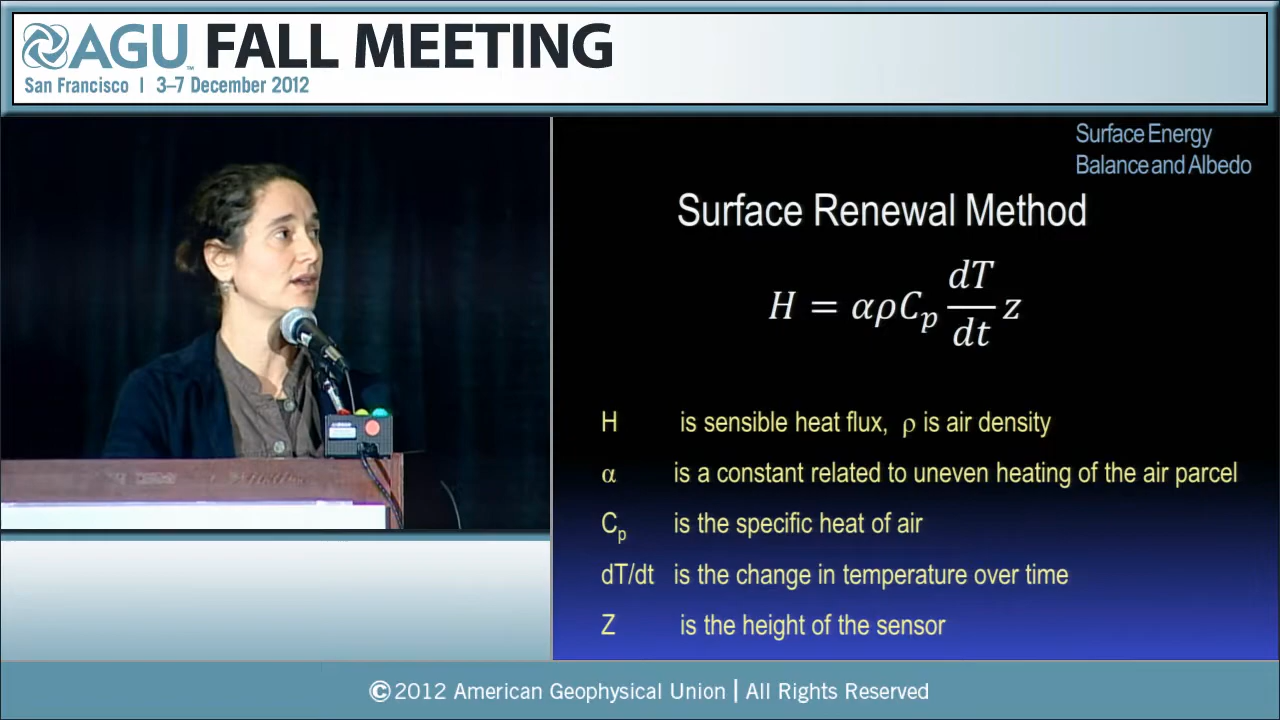 AGU FALL MEETING
San Francisco | 3–7 December 2012
Surface Energy
Balance and Albedo
Surface Renewal Method
H = αρC_p dT/dt z
H is sensible heat flux, ρ is air density
α is a constant related to uneven heating of the air parcel
C_p is the specific heat of air
dT/dt is the change in temperature over time
Z is the height of the sensor
© 2012 American Geophysical Union | All Rights Reserved